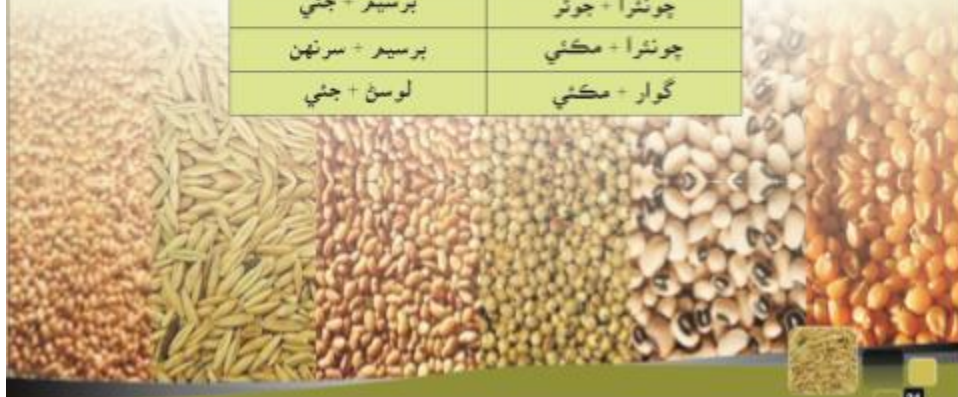 چونئرا + جوئر	برسيم + جئي
چونئرا + مڪئي	برسيم + سرنهن
گوار + مڪئي	لوسڻ + جئي